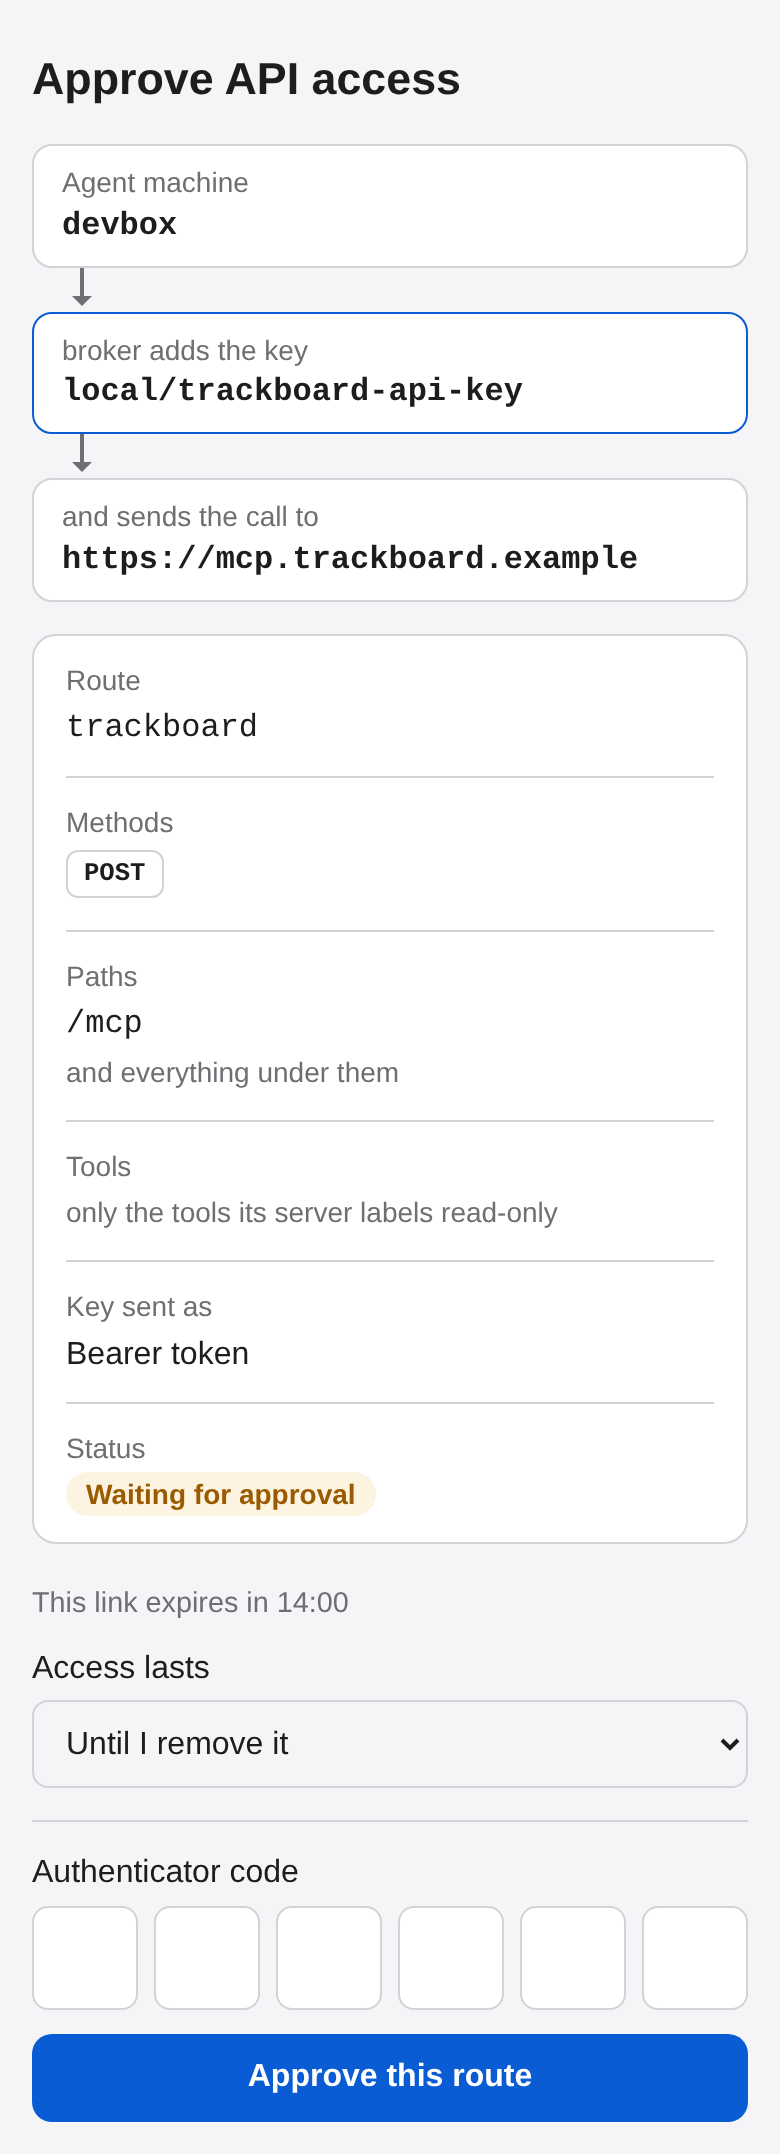 Approve API access
Agent machine
devbox
broker adds the key
local/trackboard-api-key
and sends the call to
https://mcp.trackboard.example
Route
trackboard
Methods
POST
Paths
/mcp
and everything under them
Tools
only the tools its server labels read-only
Key sent as
Bearer token
Status
Waiting for approval
This link expires in 14:00
Access lasts
Until I remove it
Authenticator code
Approve this route